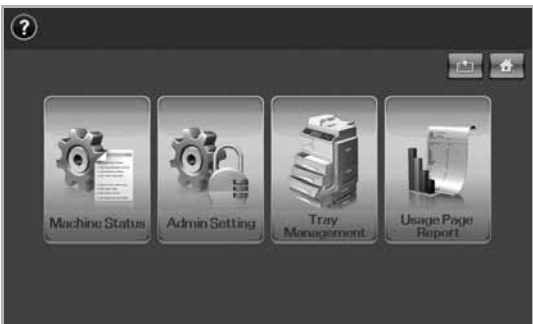 ?
Machine Status
Admin Setting
Tray
Management
Usage Page
Report